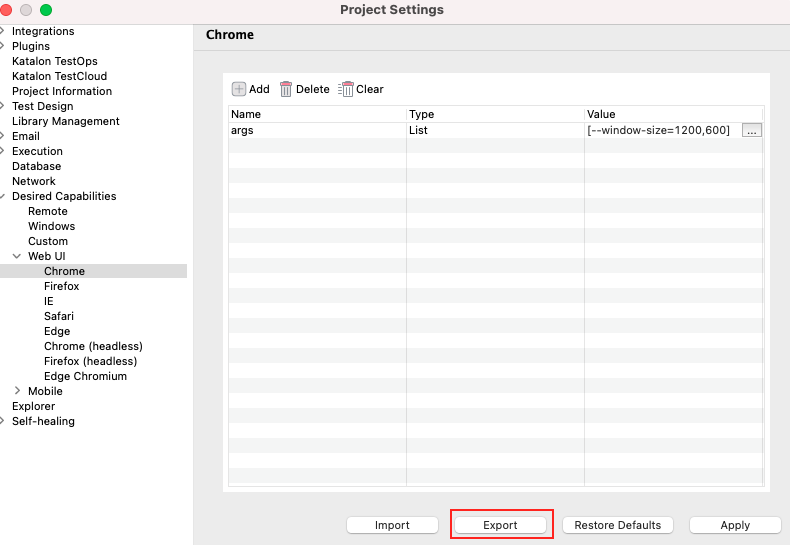 Project Settings
Integrations
Plugins
Katalon TestOps
Katalon TestCloud
Project Information
Test Design
Library Management
Email
Execution
Database
Network
Desired Capabilities
Remote
Windows
Custom
Web UI
Chrome
Firefox
IE
Safari
Edge
Chrome (headless)
Firefox (headless)
Edge Chromium
Mobile
Explorer
Self-healing
Chrome
Add Delete Clear
Name Type Value
args List [--window-size=1200,600] ...
Import Export Restore Defaults Apply